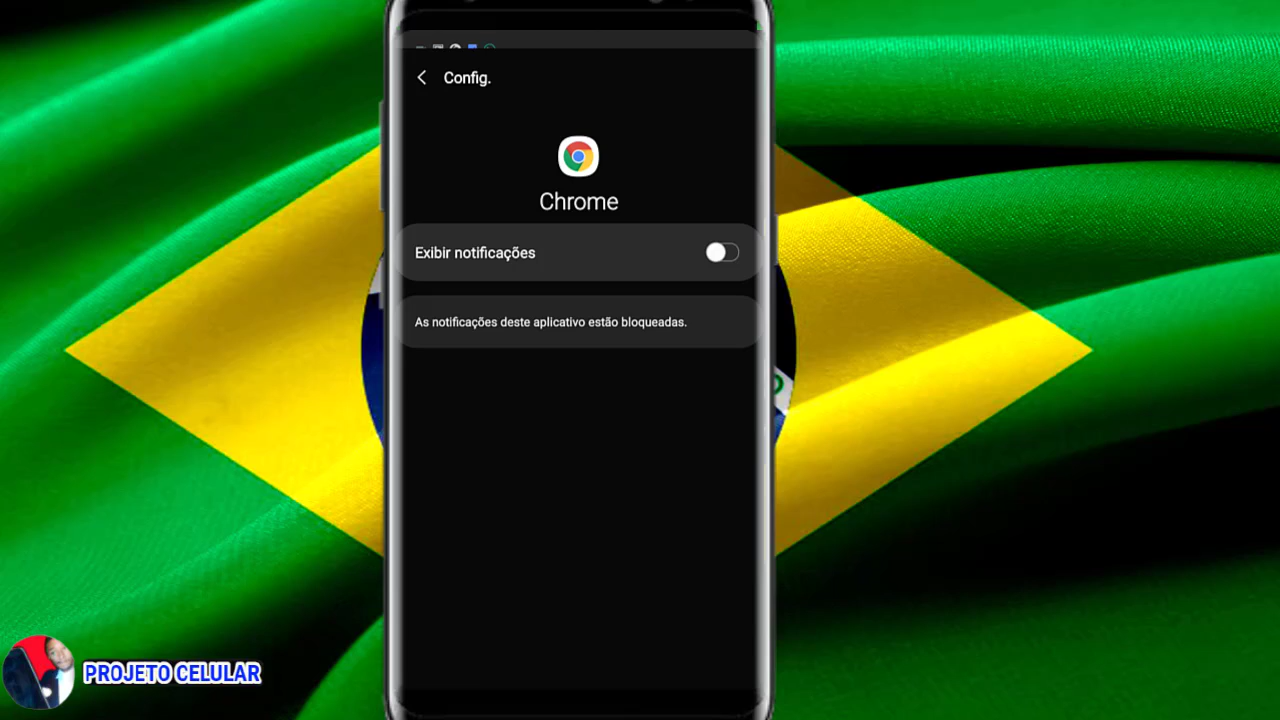 Config.
Chrome
Exibir notificações
As notificações deste aplicativo estão bloqueadas.
PROJETO CELULAR